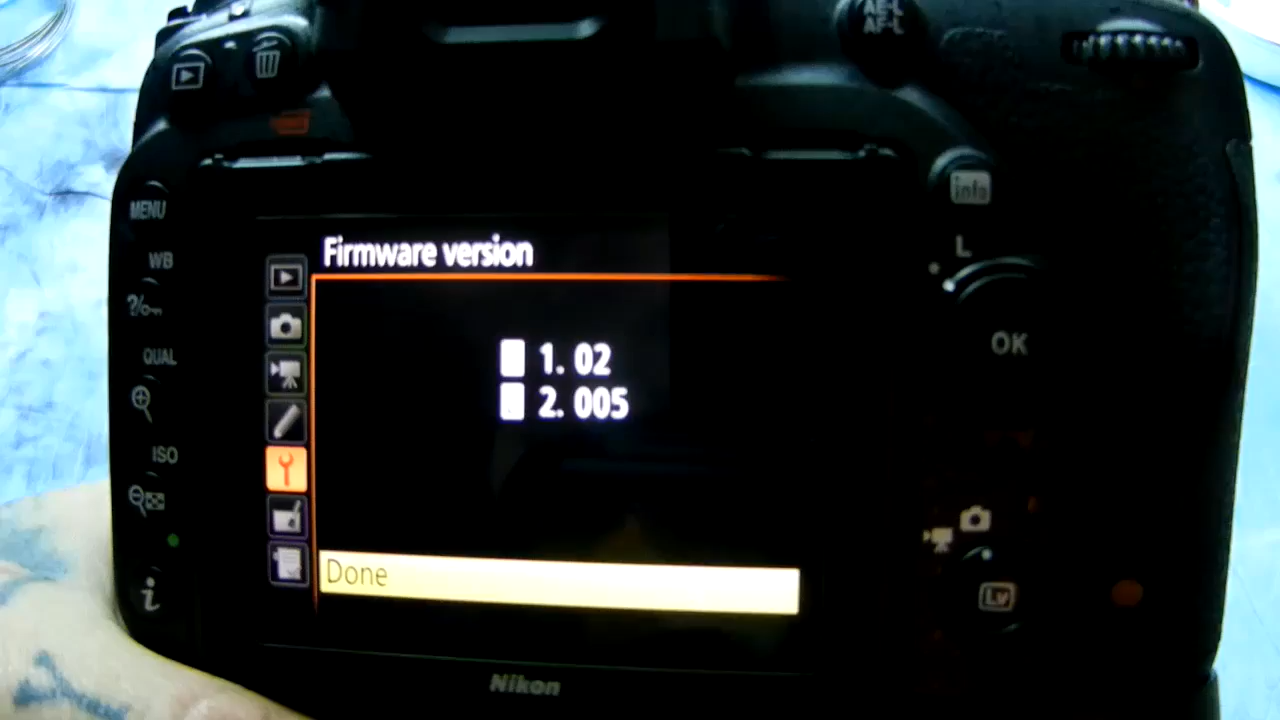 AE-L
AF-L
info
MENU
WB
L
Firmware version
?
1. 02
OK
QUAL
2. 005
ISO
Done
i
Lv
Nikon